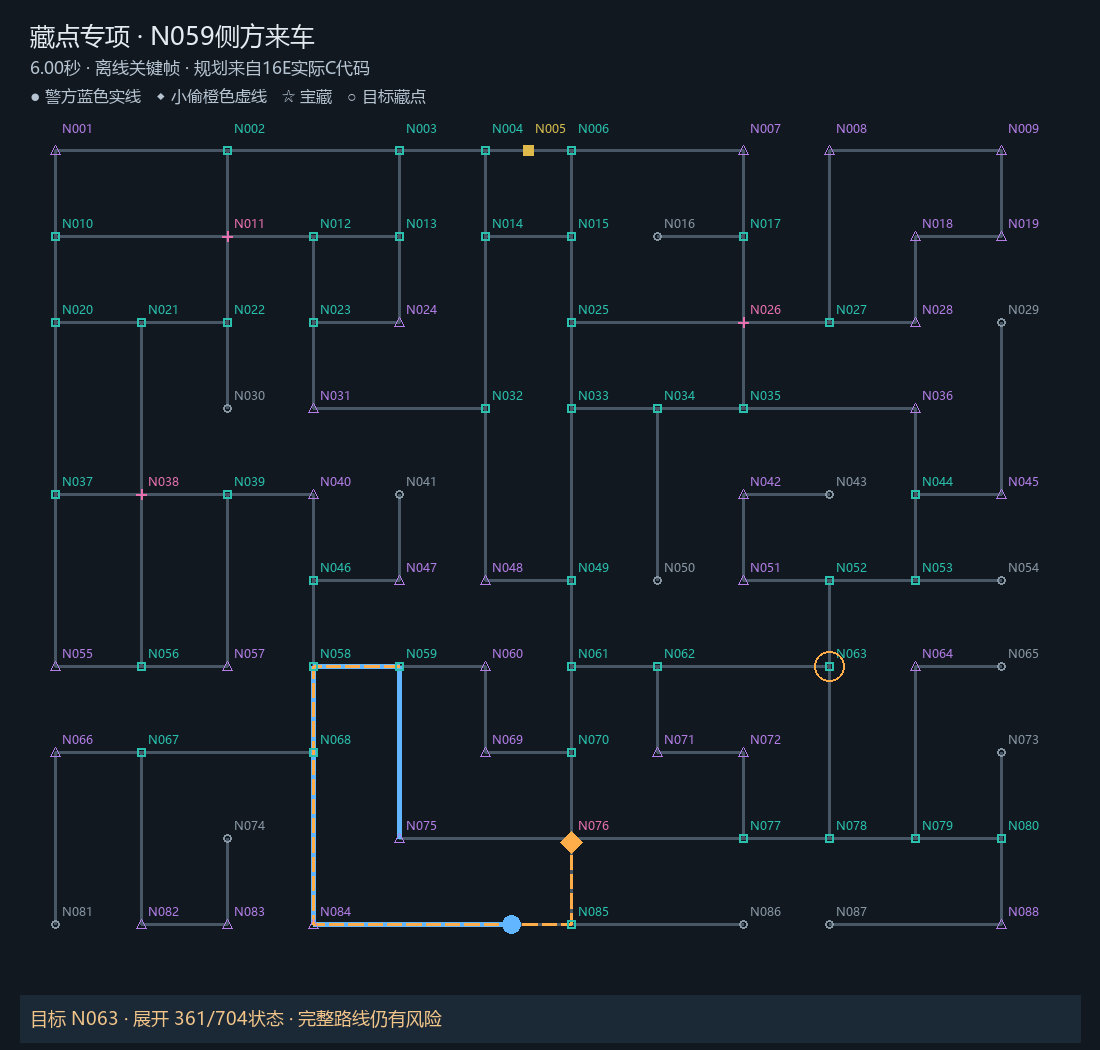 藏点专项 · N059侧方来车
6.00秒 · 离线关键帧 · 规划来自16E实际C代码
● 警方蓝色实线 ◆ 小偷橙色虚线 ☆ 宝藏 ○ 目标藏点
N001 N002 N003 N004 N005 N006 N007 N008 N009
N010 N011 N012 N013 N014 N015 N016 N017 N018 N019
N020 N021 N022 N023 N024 N025 N026 N027 N028 N029
N030 N031 N032 N033 N034 N035 N036
N037 N038 N039 N040 N041 N042 N043 N044 N045
N046 N047 N048 N049 N050 N051 N052 N053 N054
N055 N056 N057 N058 N059 N060 N061 N062 N063 N064 N065
N066 N067 N068 N069 N070 N071 N072 N073
N074 N075 N076 N077 N078 N079 N080
N081 N082 N083 N084 N085 N086 N087 N088
目标 N063 · 展开 361/704状态 · 完整路线仍有风险